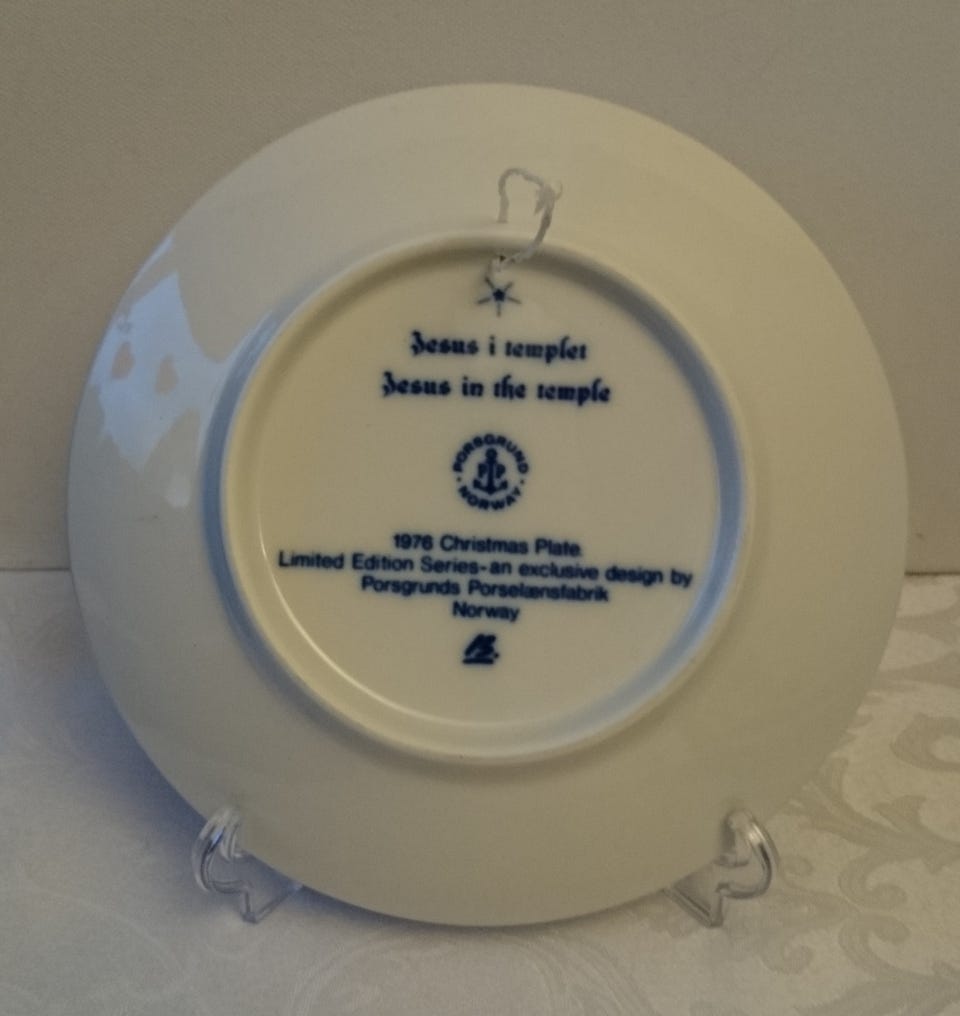 Jesus i templet
Jesus in the temple
PORSGRUND
NORWAY
1976 Christmas Plate
Limited Edition Series-an exclusive design by
Porsgrunds Porselænsfabrik
Norway